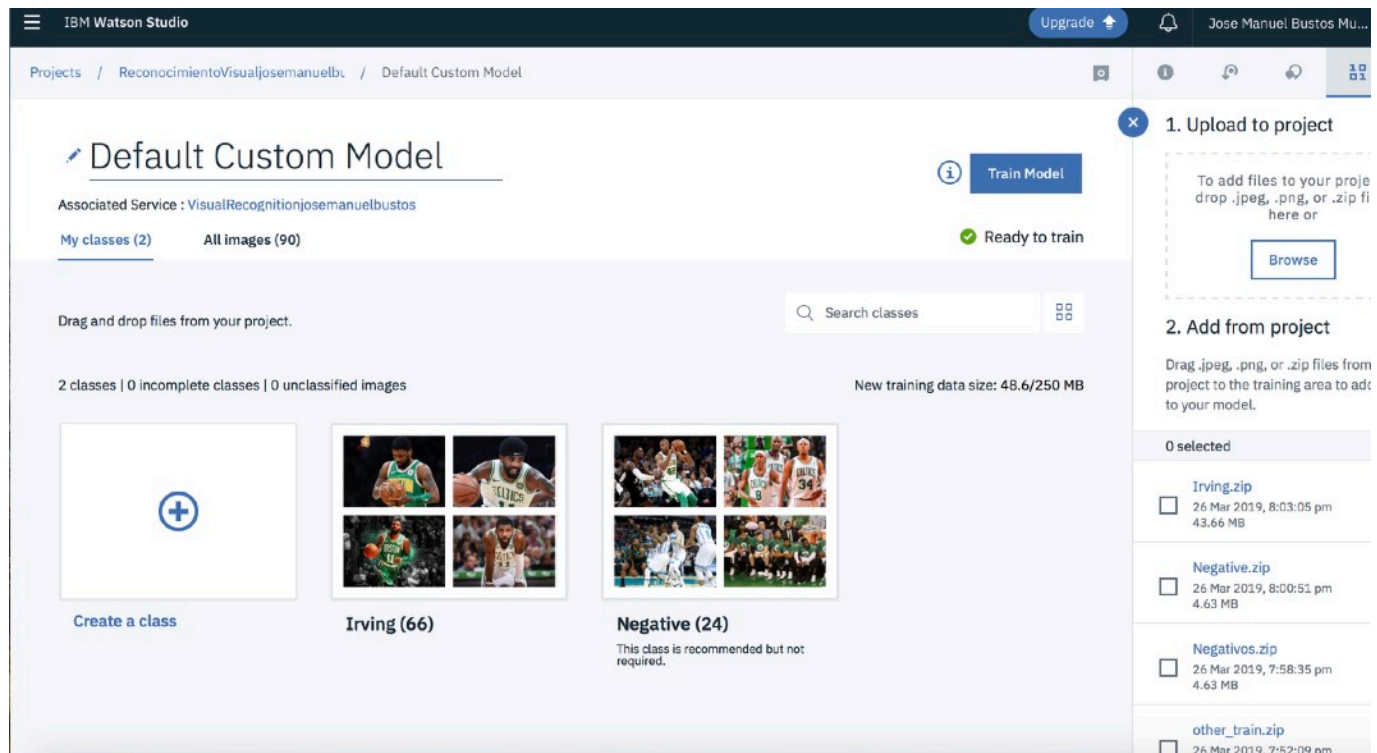 IBM Watson Studio
Upgrade
Jose Manuel Bustos Mu...
Projects / ReconocimientoVisualjosemanuelbu / Default Custom Model
Default Custom Model
Train Model
Associated Service : VisualRecognitionjosemanuelbustos
My classes (2)
All images (90)
Ready to train
Drag and drop files from your project.
Search classes
2 classes | 0 incomplete classes | 0 unclassified images
New training data size: 48.6/250 MB
Create a class
Irving (66)
Negative (24)
This class is recommended but not
required.
1. Upload to project
To add files to your proje
drop .jpeg, .png, or .zip fi
here or
Browse
2. Add from project
Drag .jpeg, .png, or .zip files from
project to the training area to add
to your model.
0 selected
Irving.zip
26 Mar 2019, 8:03:05 pm
43.66 MB
Negative.zip
26 Mar 2019, 8:00:51 pm
4.63 MB
Negativos.zip
26 Mar 2019, 7:58:35 pm
4.63 MB
other_train.zip
26 Mar 2019, 7:52:09 pm